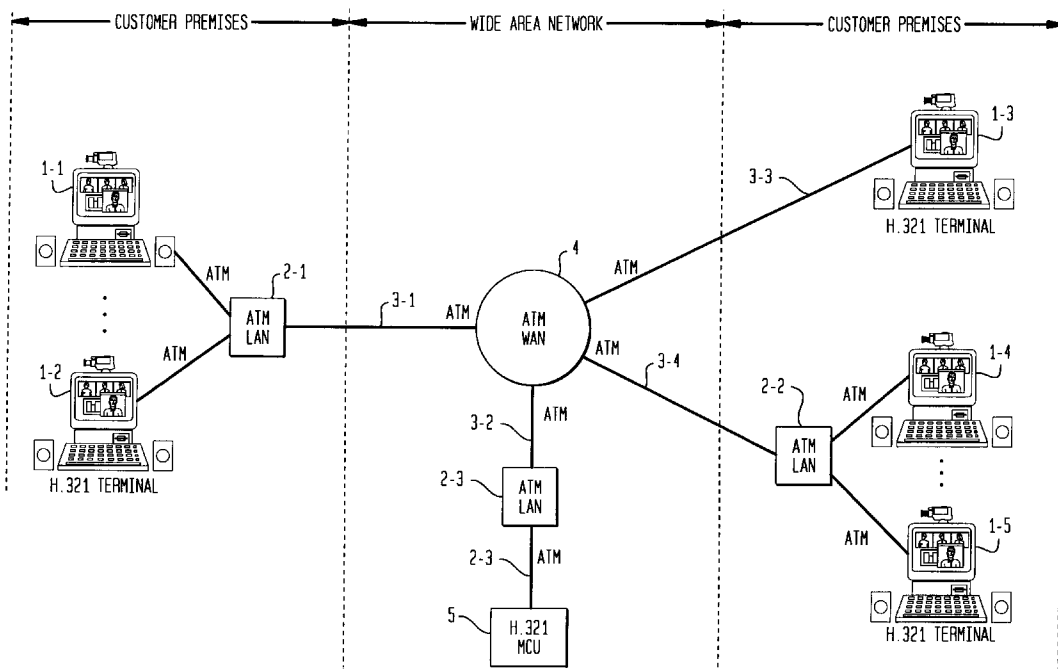 CUSTOMER PREMISES
WIDE AREA NETWORK
CUSTOMER PREMISES
1-1
ATM
2-1
ATM
LAN
ATM
1-2
H.321 TERMINAL
3-1
ATM
4
ATM
WAN
ATM
3-3
1-3
H.321 TERMINAL
ATM
3-4
2-2
ATM
LAN
ATM
1-4
ATM
1-5
H.321 TERMINAL
ATM
3-2
2-3
ATM
LAN
ATM
2-3
5
H.321
MCU